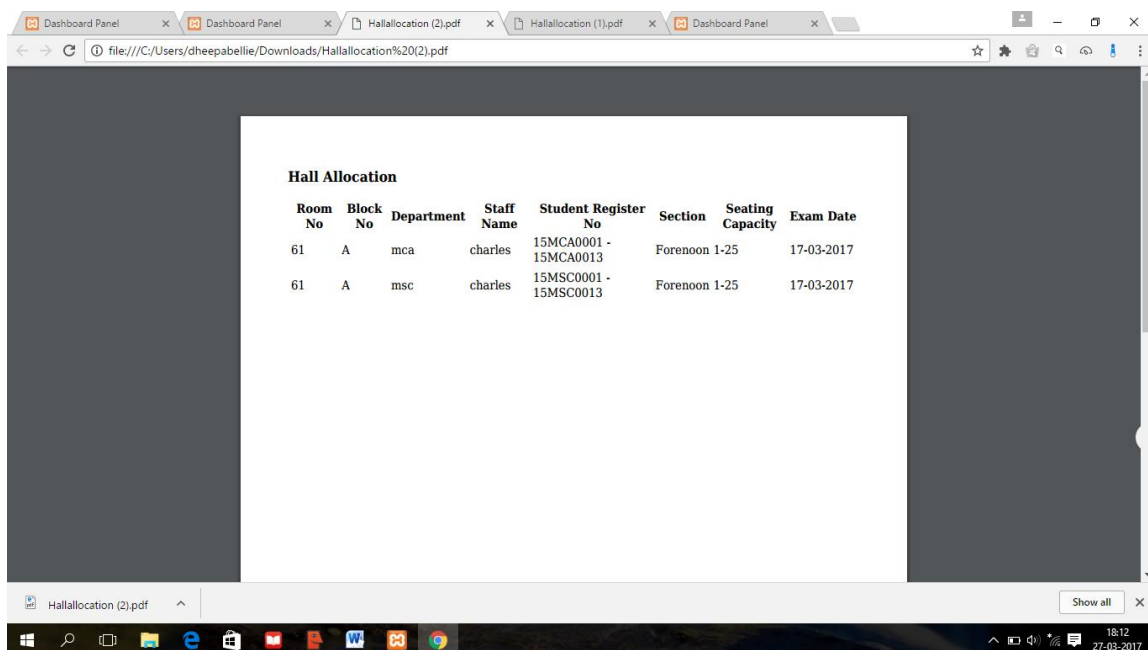 Dashboard Panel
Dashboard Panel
Hallallocation (2).pdf
Hallallocation (1).pdf
Dashboard Panel
file:///C:/Users/dheepabellie/Downloads/Hallallocation%20(2).pdf
Hall Allocation
Room No Block No Department Staff Name Student Register No Section Seating Capacity Exam Date
61 A mca charles 15MCA0001 - 15MCA0013 Forenoon 1-25 17-03-2017
61 A msc charles 15MSC0001 - 15MSC0013 Forenoon 1-25 17-03-2017
Hallallocation (2).pdf
Show all
18:12
27-03-2017